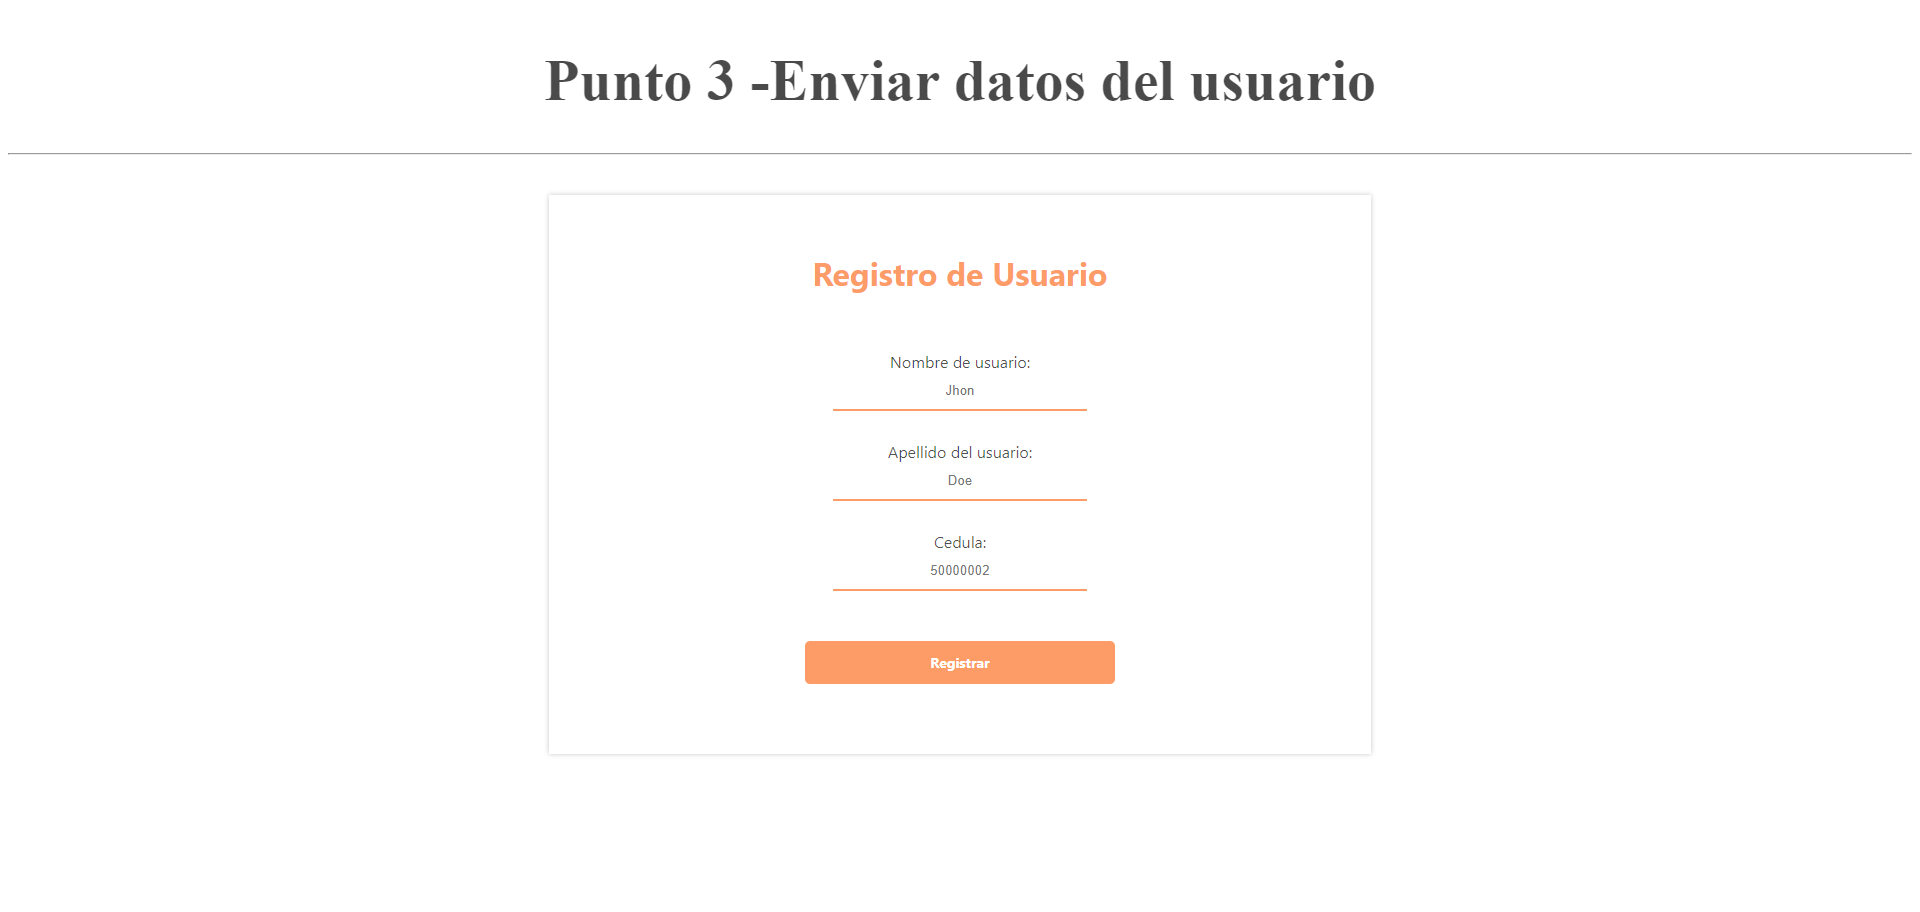 Punto 3 -Enviar datos del usuario
Registro de Usuario
Nombre de usuario:
Jhon
Apellido del usuario:
Doe
Cedula:
50000002
Registrar